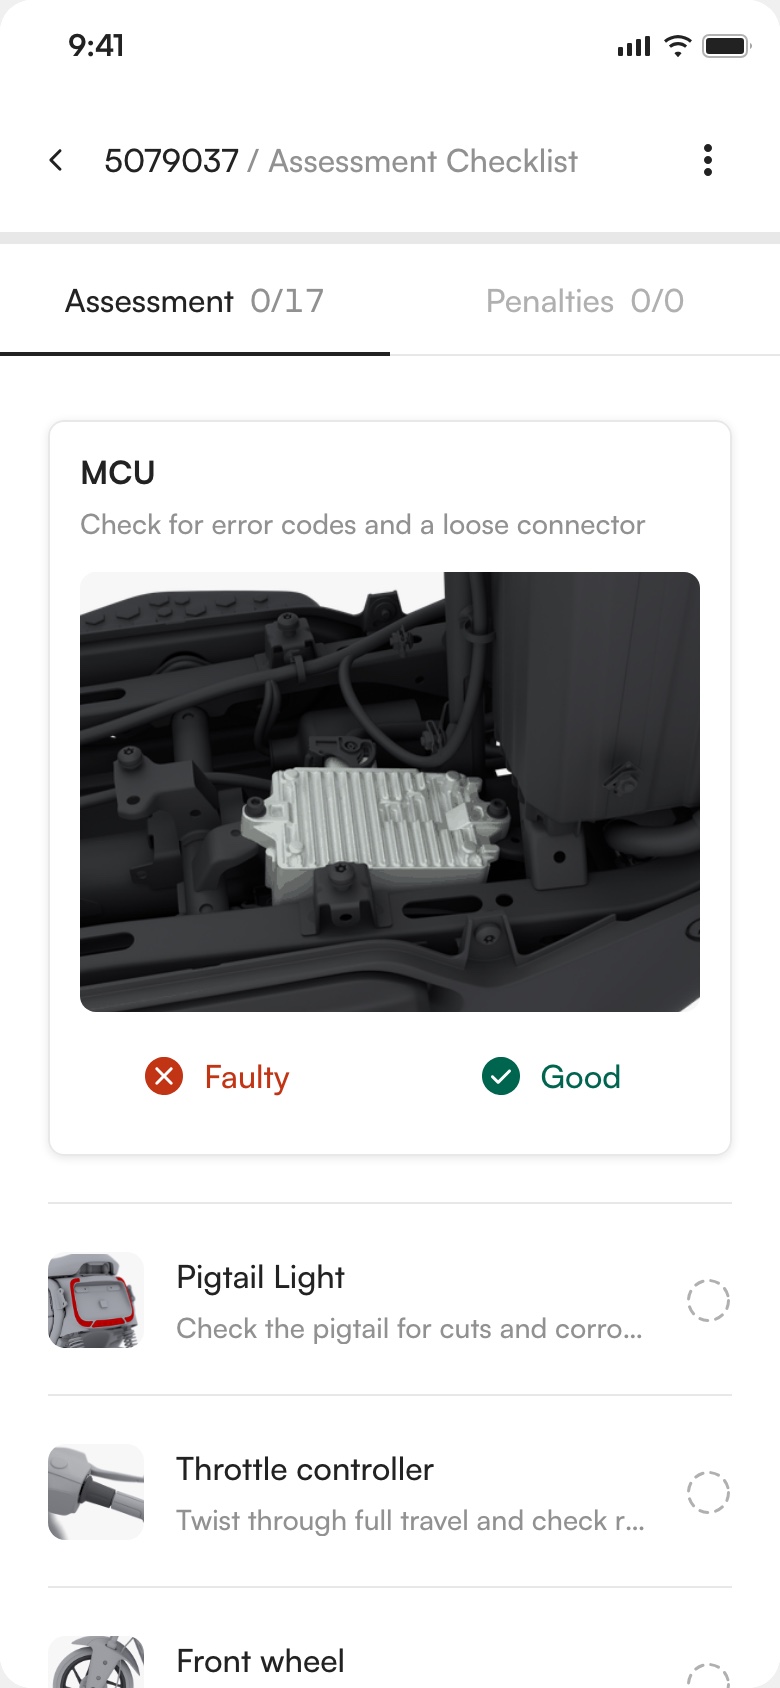 9:41
5079037 / Assessment Checklist
Assessment 0/17
Penalties 0/0
MCU
Check for error codes and a loose connector
Faulty
Good
Pigtail Light
Check the pigtail for cuts and corro...
Throttle controller
Twist through full travel and check r...
Front wheel